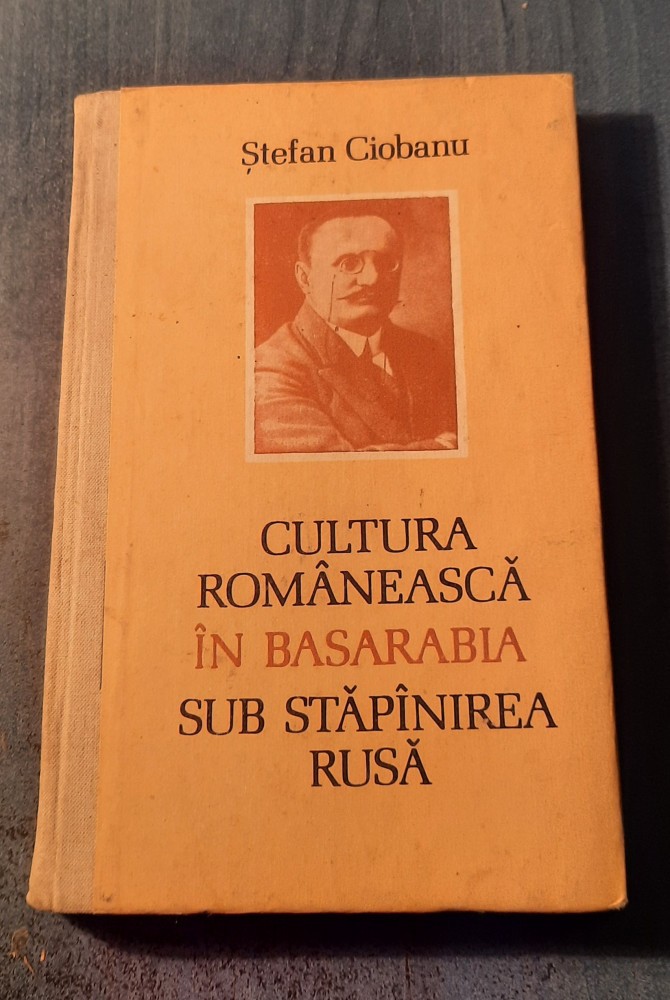 Ștefan Ciobanu
CULTURA
ROMÂNEASCĂ
ÎN BASARABIA
SUB STĂPÎNIREA
RUSĂ